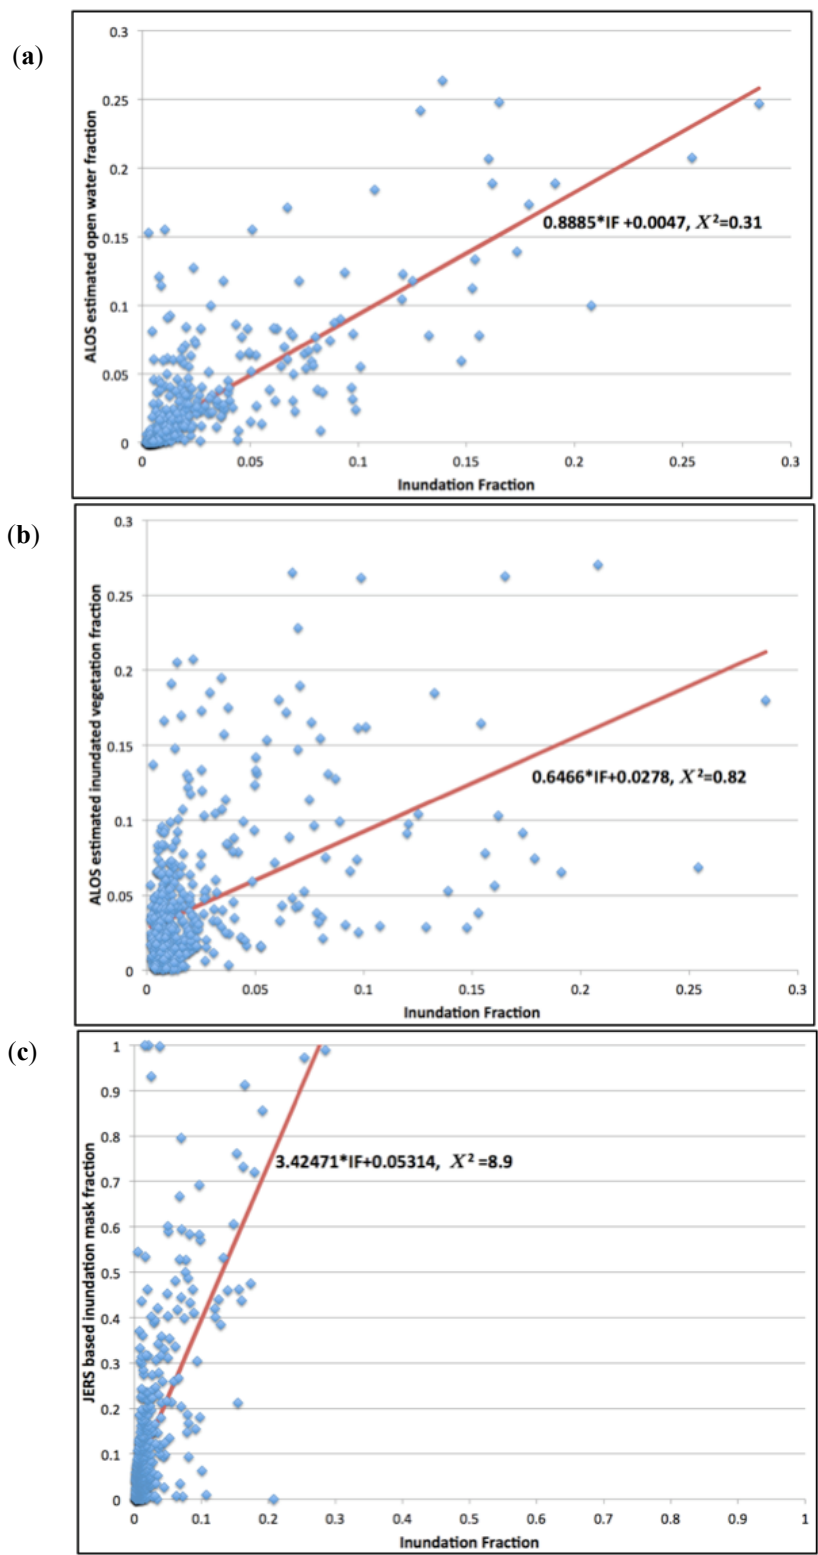 (a)
0.3
0.25
0.2
0.15
0.1
0.05
0
ALOS estimated open water fraction
0.8885*IF +0.0047, X²=0.31
0 0.05 0.1 0.15 0.2 0.25 0.3
Inundation Fraction
(b)
0.3
0.25
0.2
0.15
0.1
0.05
0
ALOS estimated inundated vegetation fraction
0.6466*IF+0.0278, X²=0.82
0 0.05 0.1 0.15 0.2 0.25 0.3
Inundation Fraction
(c)
1
0.9
0.8
0.7
0.6
0.5
0.4
0.3
0.2
0.1
0
JERS based inundation mask fraction
3.42471*IF+0.05314, X² =8.9
0 0.1 0.2 0.3 0.4 0.5 0.6 0.7 0.8 0.9 1
Inundation Fraction